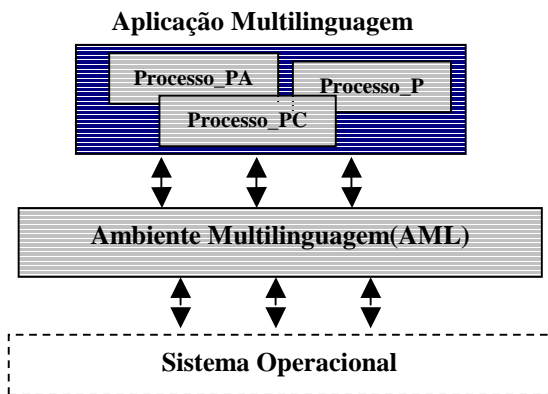 Aplicação Multilinguagem
Processo_PA
Processo_P
Processo_PC
Ambiente Multilinguagem(AML)
Sistema Operacional